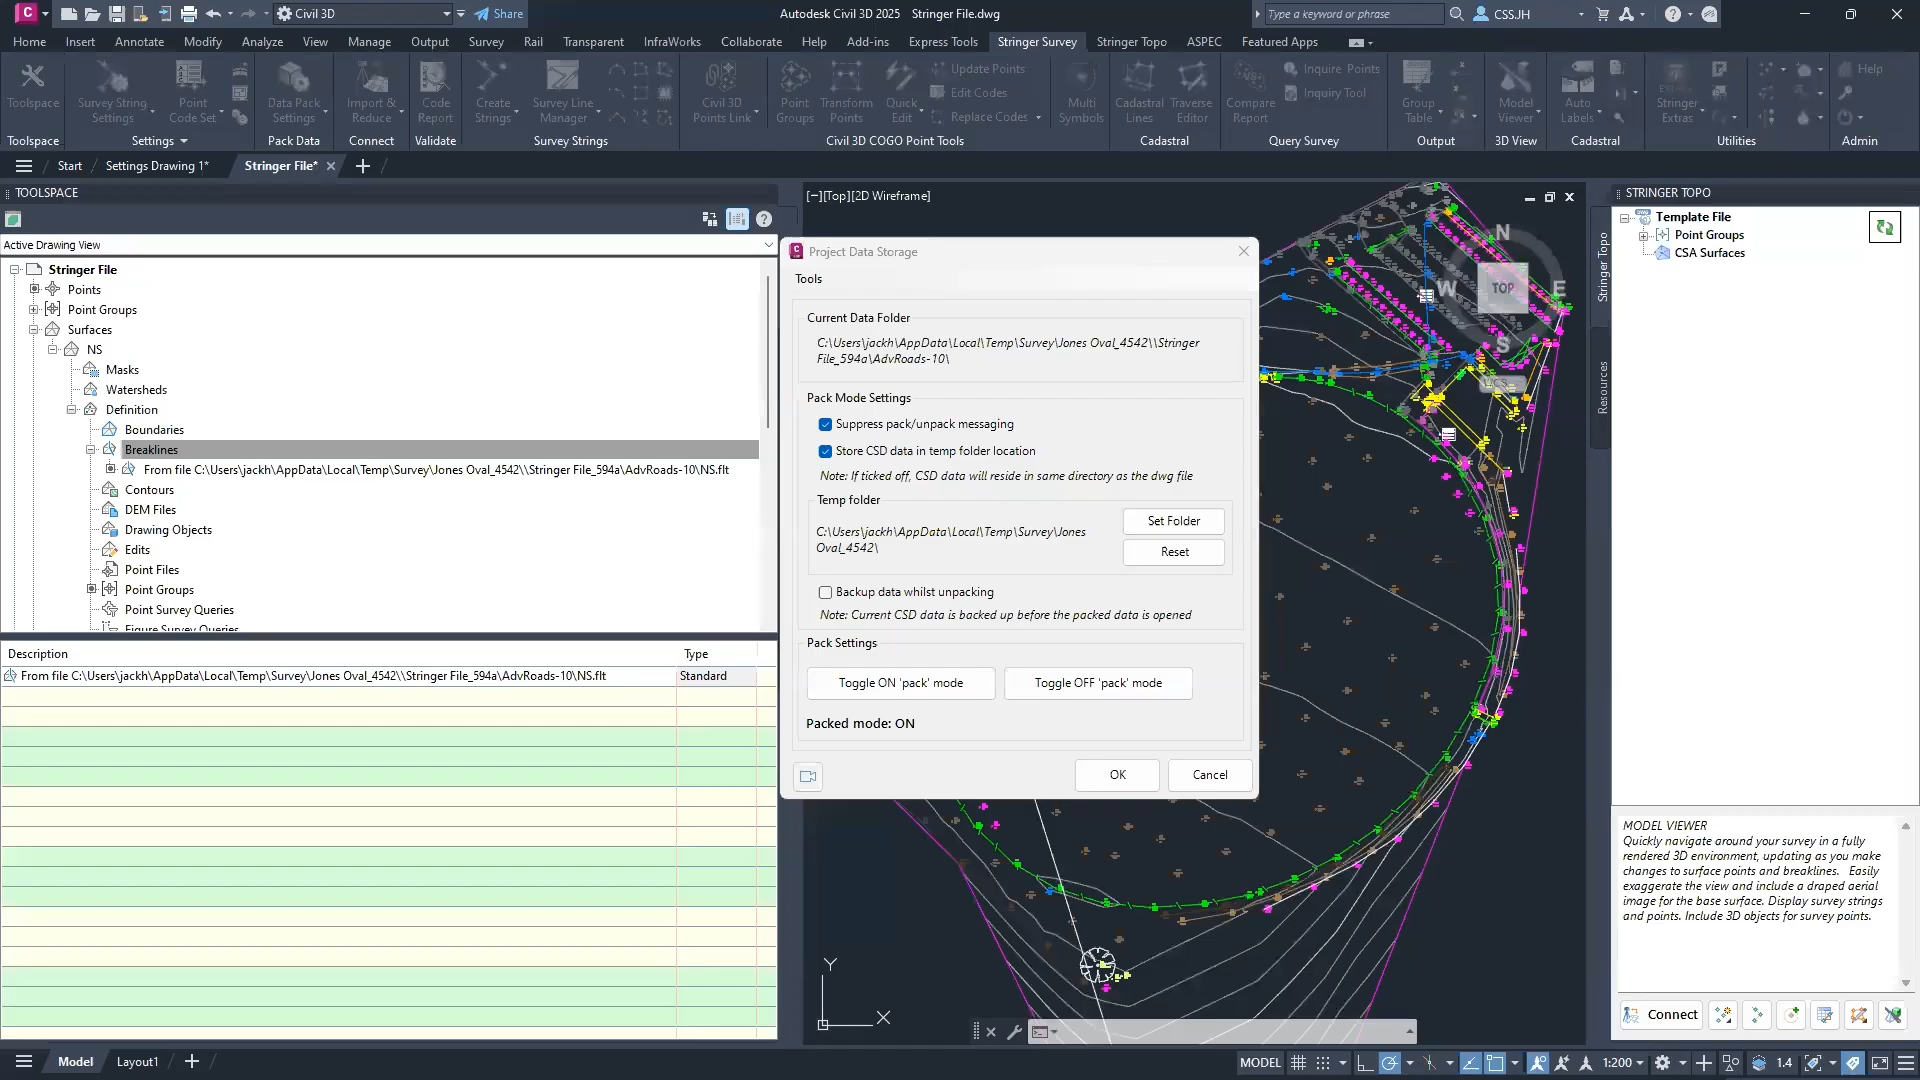 Civil 3D
Share
Autodesk Civil 3D 2025 Stringer File.dwg
Type a keyword or phrase
CSSJH
Home Insert Annotate Modify Analyze View Manage Output Survey Rail Transparent InfraWorks Collaborate Help Add-ins Express Tools Stringer Survey Stringer Topo ASPEC Featured Apps
Toolspace
Survey String
Settings
Point
Code Set
Data Pack
Settings
Import &
Reduce
Code
Report
Create
Strings
Survey Line
Manager
Civil 3D
Points Link
Point
Groups
Transform
Points
Quick
Edit
Update Points
Edit Codes
Replace Codes
Multi
Symbols
Cadastral
Lines
Traverse
Editor
Compare
Report
Inquire Points
Inquiry Tool
Group
Table
Model
Viewer
Auto
Labels
Stringer
Extras
Help
Toolspace Settings Pack Data Connect Validate Survey Strings Civil 3D COGO Point Tools Cadastral Query Survey Output 3D View Cadastral Utilities Admin
Start Settings Drawing 1* Stringer File*
TOOLSPACE
Active Drawing View
Stringer File
Points
Point Groups
Surfaces
NS
Masks
Watersheds
Definition
Boundaries
Breaklines
From file C:\Users\jackh\AppData\Local\Temp\Survey\Jones Oval_4542\\Stringer File_594a\AdvRoads-10\NS.flt
Contours
DEM Files
Drawing Objects
Edits
Point Files
Point Groups
Point Survey Queries
Figure Survey Queries
Description Type
From file C:\Users\jackh\AppData\Local\Temp\Survey\Jones Oval_4542\\Stringer File_594a\AdvRoads-10\NS.flt Standard
[−][Top][2D Wireframe]
N
W TOP E
S
Project Data Storage
Tools
Current Data Folder
C:\Users\jackh\AppData\Local\Temp\Survey\Jones Oval_4542\\Stringer
File_594a\AdvRoads-10\
Pack Mode Settings
Suppress pack/unpack messaging
Store CSD data in temp folder location
Note: If ticked off, CSD data will reside in same directory as the dwg file
Temp folder
C:\Users\jackh\AppData\Local\Temp\Survey\Jones
Oval_4542\
Set Folder
Reset
Backup data whilst unpacking
Note: Current CSD data is backed up before the packed data is opened
Pack Settings
Toggle ON 'pack' mode Toggle OFF 'pack' mode
Packed mode: ON
OK Cancel
Y
X
STRINGER TOPO
Stringer Topo
Resources
Template File
Point Groups
CSA Surfaces
MODEL VIEWER
Quickly navigate around your survey in a fully
rendered 3D environment, updating as you make
changes to surface points and breaklines. Easily
exaggerate the view and include a draped aerial
image for the base surface. Display survey strings
and points. Include 3D objects for survey points.
Connect
Model Layout1
MODEL 1:200 1.4